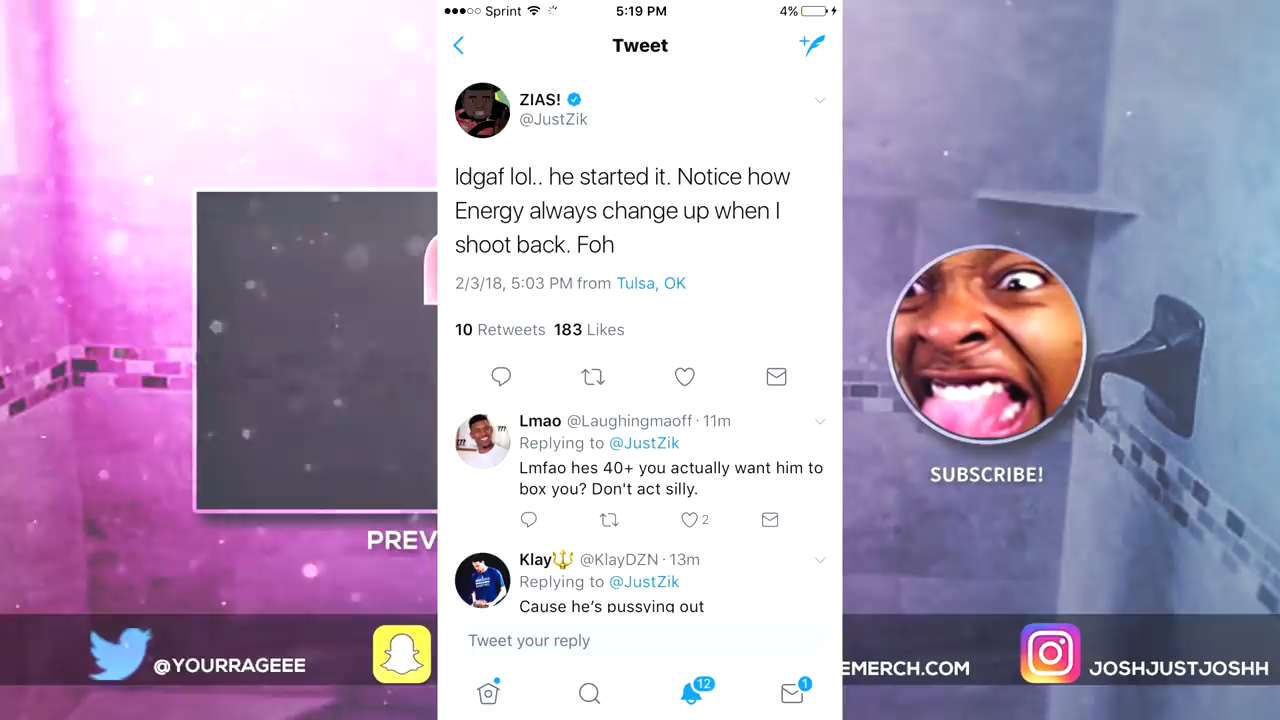 Sprint 5:19 PM 4%
Tweet
ZIAS!
@JustZik
Idgaf lol.. he started it. Notice how
Energy always change up when I
shoot back. Foh
2/3/18, 5:03 PM from Tulsa, OK
10 Retweets 183 Likes
Lmao @Laughingmaoff · 11m
Replying to @JustZik
Lmfao hes 40+ you actually want him to
box you? Don't act silly.
2
Klay🔱 @KlayDZN · 13m
Replying to @JustZik
Cause he's pussying out
Tweet your reply
12
1
PREV
@YOURRAGEEE
SUBSCRIBE!
EMERCH.COM
JOSHJUSTJOSHH
???
???